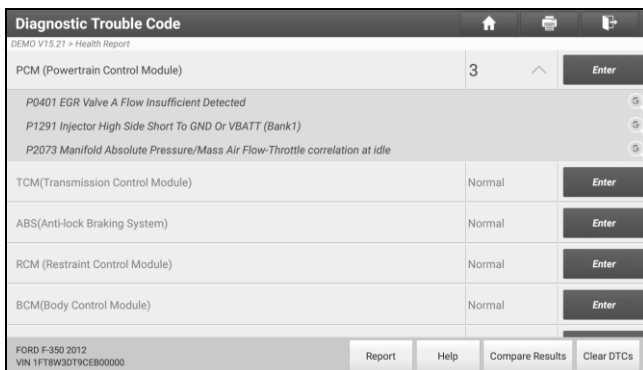 Diagnostic Trouble Code
DEMO V15.21 > Health Report
PCM (Powertrain Control Module) 3 Enter
P0401 EGR Valve A Flow Insufficient Detected
P1291 Injector High Side Short To GND Or VBATT (Bank1)
P2073 Manifold Absolute Pressure/Mass Air Flow-Throttle correlation at idle
TCM(Transmission Control Module) Normal Enter
ABS(Anti-lock Braking System) Normal Enter
RCM (Restraint Control Module) Normal Enter
BCM(Body Control Module) Normal Enter
FORD F-350 2012
VIN 1FT8W3DT9CEB00000
Report Help Compare Results Clear DTCs